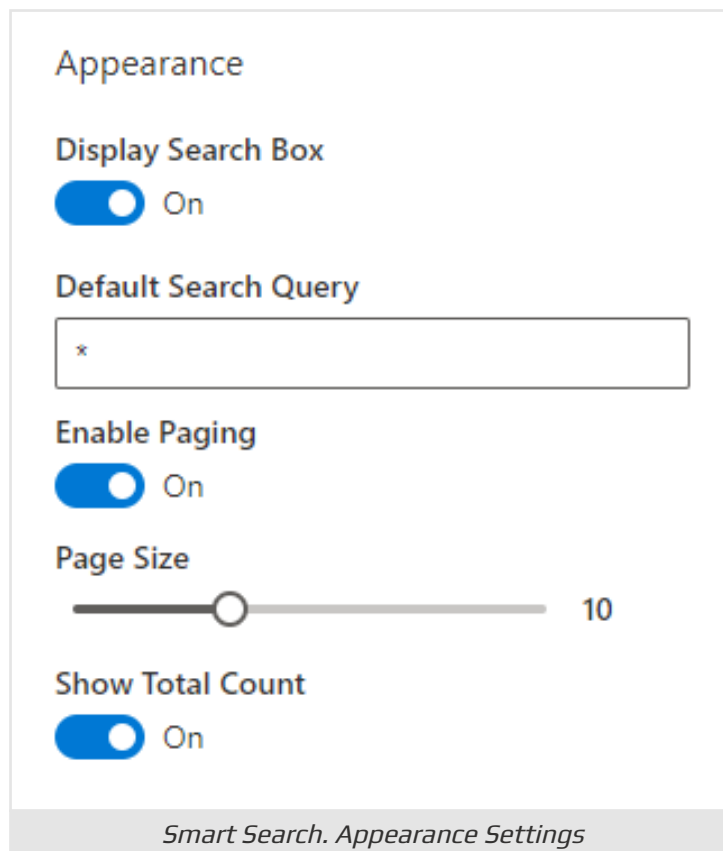 Appearance
Display Search Box
On
Default Search Query
*
Enable Paging
On
Page Size
10
Show Total Count
On
Smart Search. Appearance Settings